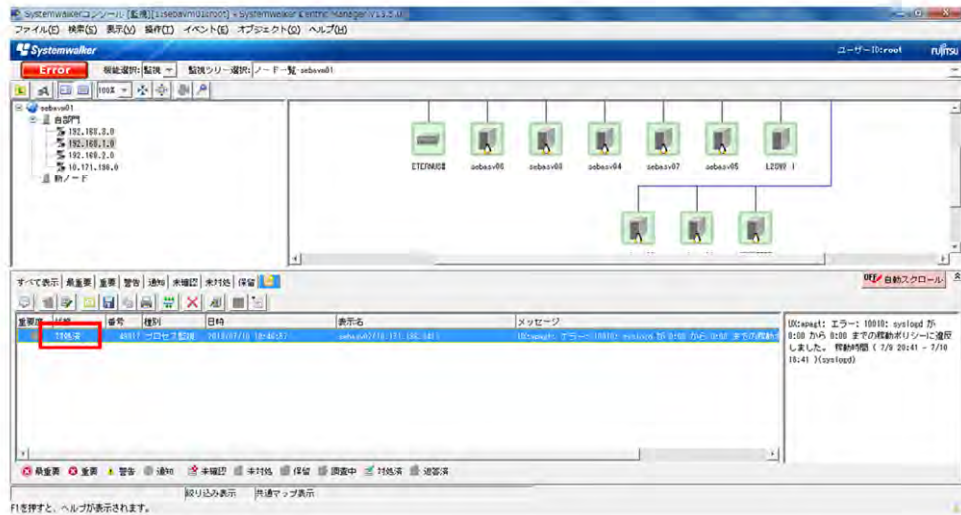 Systemwalkerコンソール [監視][1:sebavm01:root] - Systemwalker Centric Manager V13.5.0
ファイル(F) 検索(S) 表示(V) 操作(T) イベント(E) オブジェクト(O) ヘルプ(H)
Systemwalker ユーザーID:root FUJITSU
Error 機能選択: 監視 監視ツリー選択: ノード一覧-sebavm01
100%
sebavm01
自部門
192.168.3.0
192.168.1.0
192.168.2.0
10.171.198.0
新ノード
sebasv06 sebasv03 sebasv04 sebasv07 sebasv05
すべて表示 最重要 重要 警告 通知 未確認 未対処 保留
OFF 自動スクロール
重要度 状態 番号 種別 日時 表示名 メッセージ
対処済 プロセス監視
UX:apagt: エラー: 10010: syslogd が
0:00 から 0:00 までの稼動ポリシーに違反
しました。 稼動時間 ( 7/9 20:41 - 7/10
18:41 )(syslogd)
最重要 重要 警告 通知 未確認 未対処 保留 調査中 対処済 返答済
絞り込み表示 共通マップ表示
F1を押すと、ヘルプが表示されます。